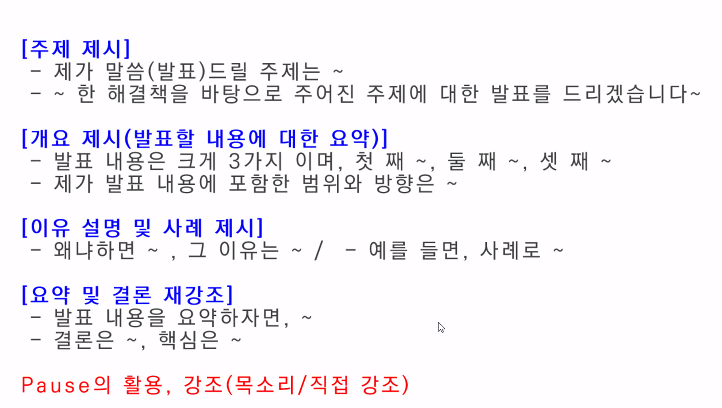 [주제 제시]
- 제가 말씀(발표)드릴 주제는 ~
- ~ 한 해결책을 바탕으로 주어진 주제에 대한 발표를 드리겠습니다~
[개요 제시(발표할 내용에 대한 요약)]
- 발표 내용은 크게 3가지 이며, 첫 째 ~, 둘 째 ~, 셋 째 ~
- 제가 발표 내용에 포함한 범위와 방향은 ~
[이유 설명 및 사례 제시]
- 왜냐하면 ~ , 그 이유는 ~ /  - 예를 들면, 사례로 ~
[요약 및 결론 재강조]
- 발표 내용을 요약하자면, ~
- 결론은 ~, 핵심은 ~
Pause의 활용, 강조(목소리/직접 강조)